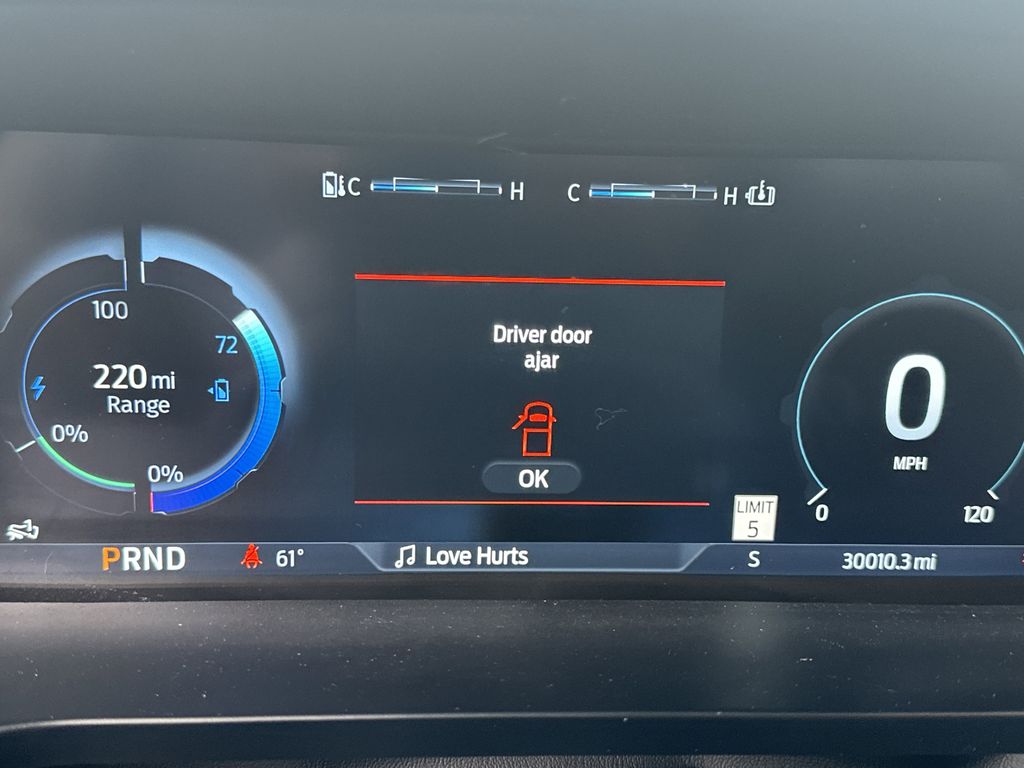 C H
C H
100
72
220 mi
Range
0%
0%
Driver door
ajar
OK
0
MPH
0
120
LIMIT
5
PRND
61°
Love Hurts
S
30010.3 mi